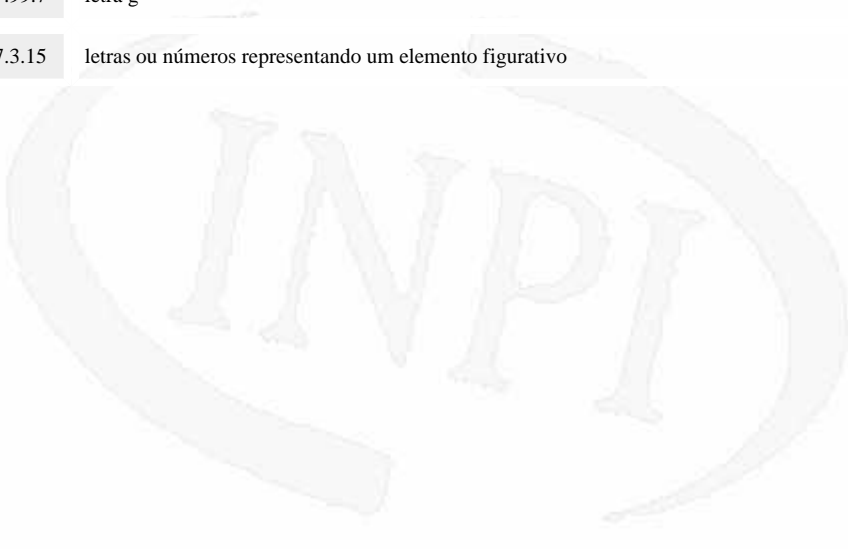 letra g
7.3.15 letras ou números representando um elemento figurativo
INPI